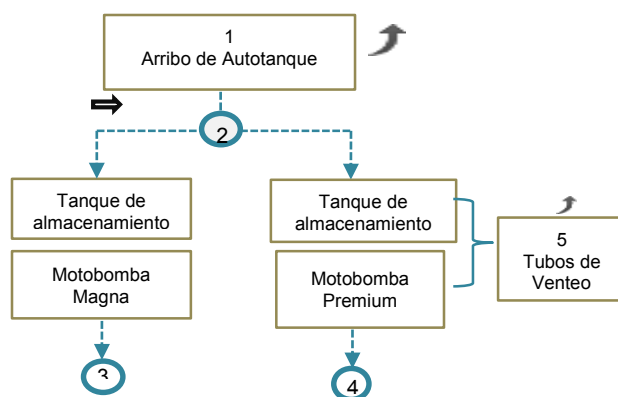 1
Arribo de Autotanque
2
Tanque de
almacenamiento
Tanque de
almacenamiento
5
Tubos de
Venteo
Motobomba
Magna
Motobomba
Premium
3
4